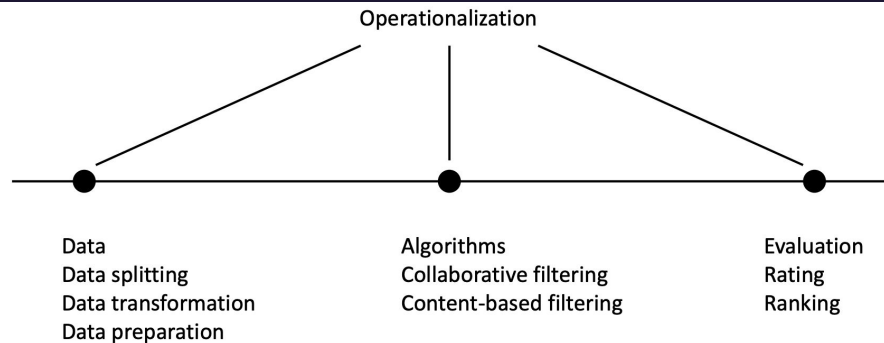 Operationalization
Data
Data splitting
Data transformation
Data preparation
Algorithms
Collaborative filtering
Content-based filtering
Evaluation
Rating
Ranking